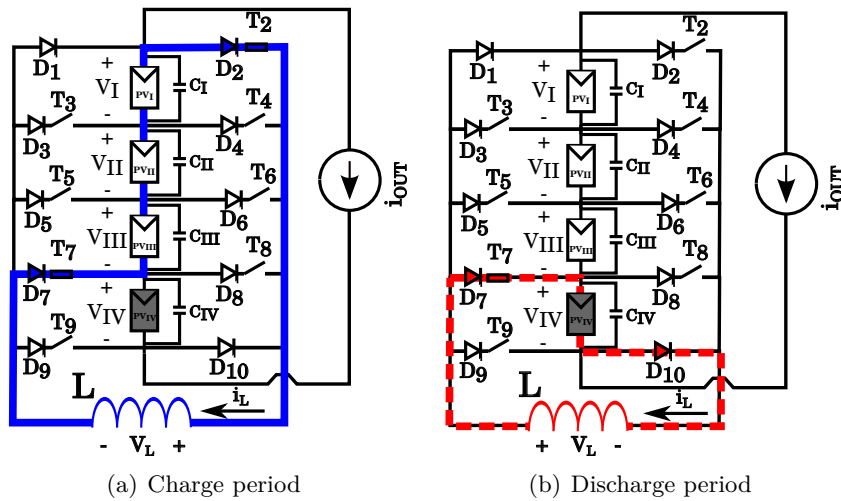 T2
D1
D2
+
VI
-
PVI
CI
T3
T4
D3
D4
+
VII
-
PVII
CII
T5
T6
D5
D6
+
VIII
-
PVIII
CIII
T7
T8
D7
D8
+
VIV
-
PVIV
CIV
T9
D9
D10
iOUT
L
iL
- VL +
(a) Charge period
T2
D1
D2
+
VI
-
PVI
CI
T3
T4
D3
D4
+
VII
-
PVII
CII
T5
T6
D5
D6
+
VIII
-
PVIII
CIII
T7
T8
D7
D8
+
VIV
-
PVIV
CIV
T9
D9
D10
iOUT
L
iL
+ VL -
(b) Discharge period